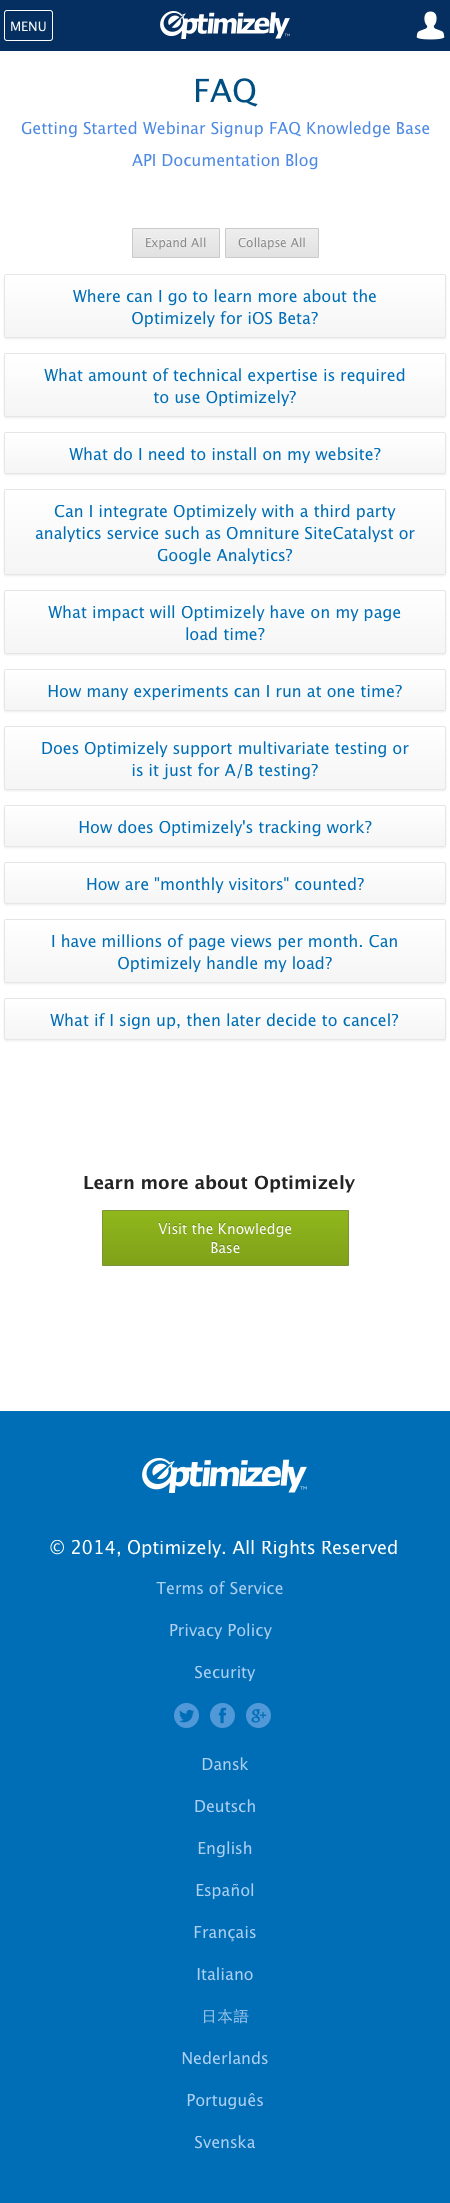 MENU
Optimizely™
FAQ
Getting Started Webinar Signup FAQ Knowledge Base
API Documentation Blog
Expand All
Collapse All
Where can I go to learn more about the
Optimizely for iOS Beta?
What amount of technical expertise is required
to use Optimizely?
What do I need to install on my website?
Can I integrate Optimizely with a third party
analytics service such as Omniture SiteCatalyst or
Google Analytics?
What impact will Optimizely have on my page
load time?
How many experiments can I run at one time?
Does Optimizely support multivariate testing or
is it just for A/B testing?
How does Optimizely's tracking work?
How are "monthly visitors" counted?
I have millions of page views per month. Can
Optimizely handle my load?
What if I sign up, then later decide to cancel?
Learn more about Optimizely
Visit the Knowledge
Base
Optimizely™
© 2014, Optimizely. All Rights Reserved
Terms of Service
Privacy Policy
Security
Dansk
Deutsch
English
Español
Français
Italiano
日本語
Nederlands
Português
Svenska